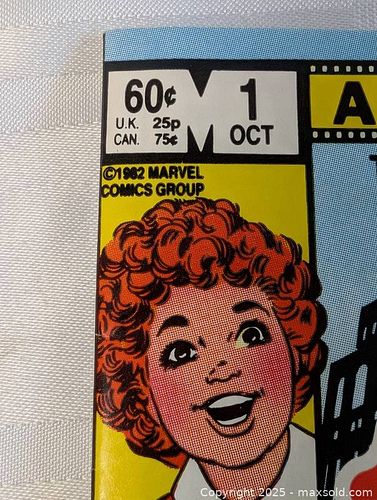 60¢
U.K. 25p
CAN. 75¢
1
OCT
A
©1982 MARVEL
COMICS GROUP
Copyright 2025 - maxsold.com